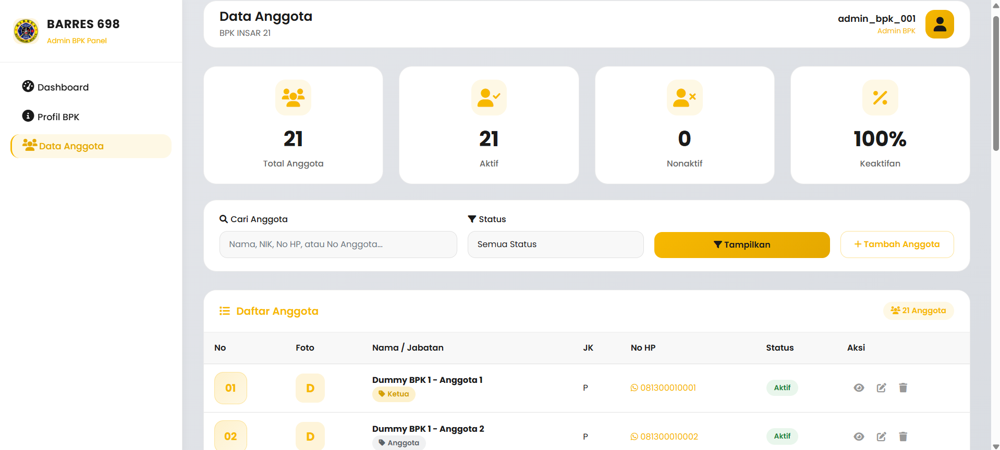 BARRES 698
Admin BPK Panel
Dashboard
Profil BPK
Data Anggota
Data Anggota
BPK INSAR 21
admin_bpk_001
Admin BPK
21
Total Anggota
21
Aktif
0
Nonaktif
100%
Keaktifan
Cari Anggota
Nama, NIK, No HP, atau No Anggota...
Status
Semua Status
Tampilkan
+ Tambah Anggota
Daftar Anggota
21 Anggota
No Foto Nama / Jabatan JK No HP Status Aksi
01 D Dummy BPK 1 - Anggota 1 P 081300010001 Aktif
Ketua
02 D Dummy BPK 1 - Anggota 2 P 081300010002 Aktif
Anggota